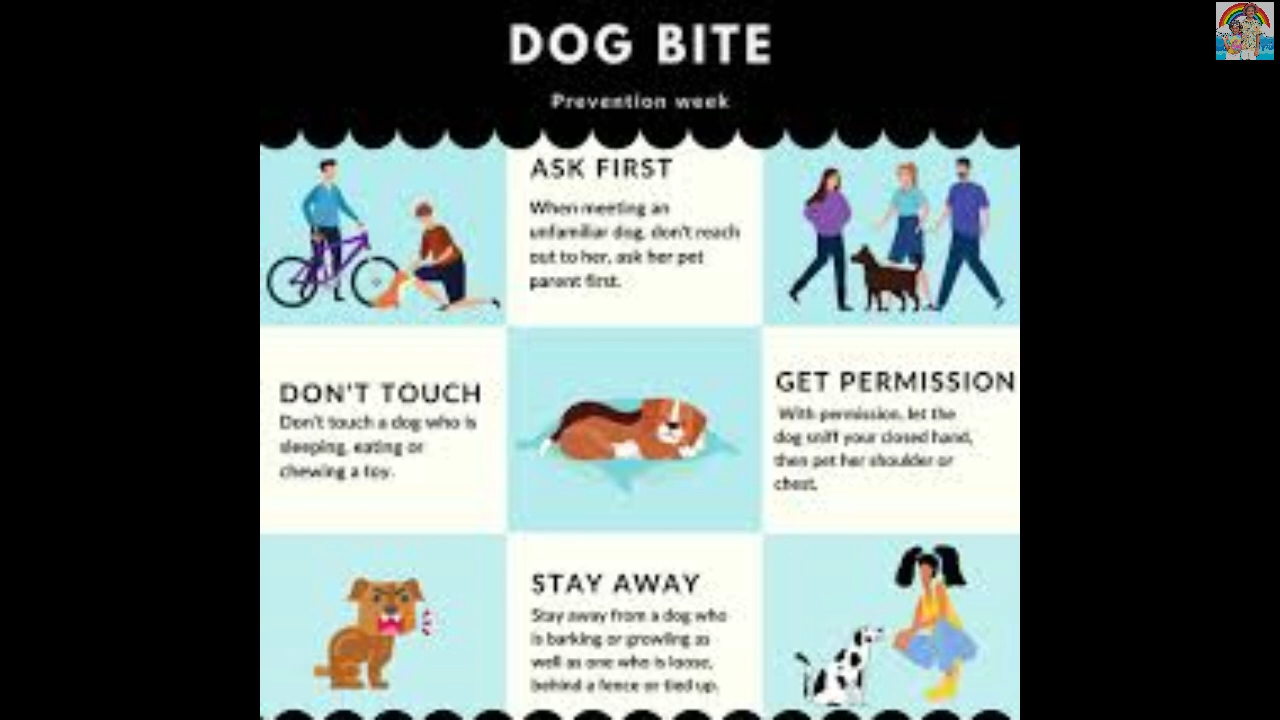 DOG BITE
Prevention week
ASK FIRST
When meeting an
unfamiliar dog, don't reach
out to her, ask her pet
parent first.
DON'T TOUCH
Don't touch a dog who is
sleeping, eating or
chewing a toy.
GET PERMISSION
With permission, let the
dog sniff your closed hand,
then pet her shoulder or
chest.
STAY AWAY
Stay away from a dog who
is barking or growling as
well as one who is loose,
behind a fence or tied up.